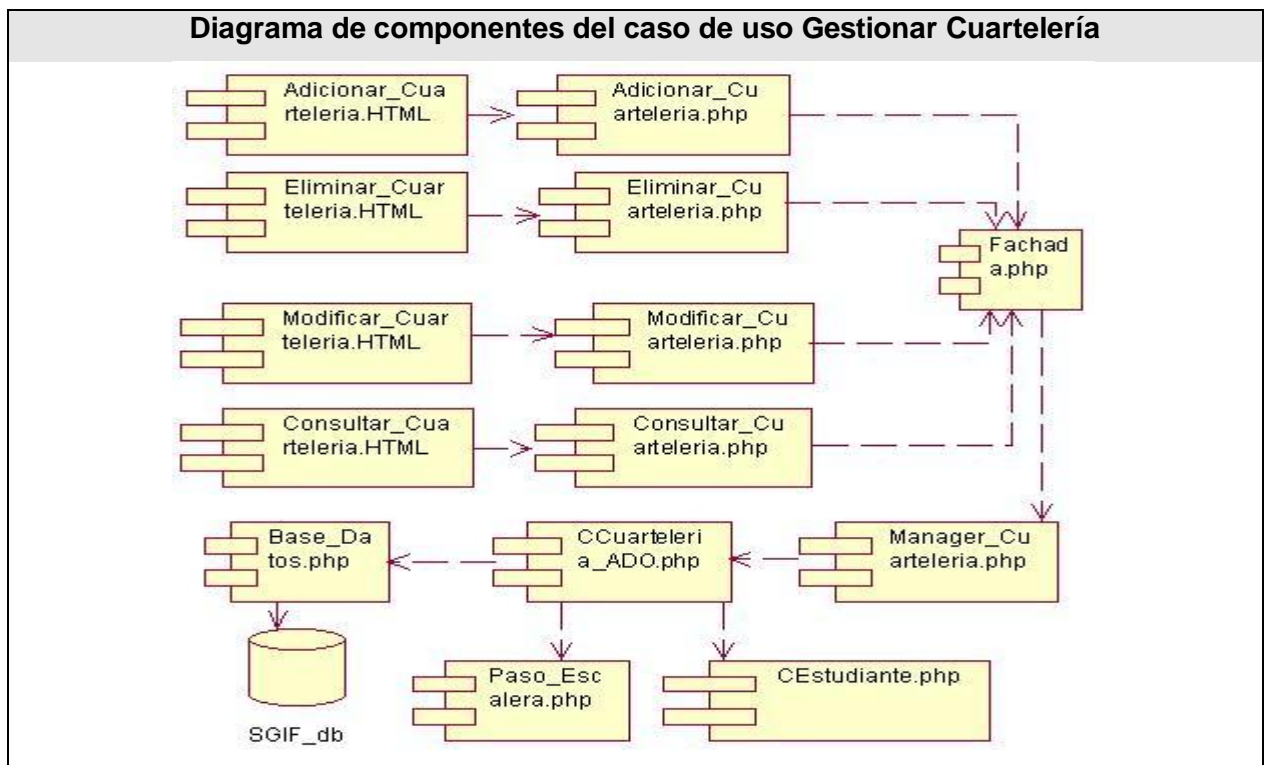 Diagrama de componentes del caso de uso Gestionar Cuartelería
Adicionar_Cua
rteleria.HTML
Adicionar_Cu
arteleria.php
Eliminar_Cuar
teleria.HTML
Eliminar_Cu
arteleria.php
Fachad
a.php
Modificar_Cuar
teleria.HTML
Modificar_Cu
arteleria.php
Consultar_Cua
rteleria.HTML
Consultar_Cu
arteleria.php
Base_Da
tos.php
CCuarteleri
a_ADO.php
Manager_Cu
arteleria.php
Paso_Esc
alera.php
CEstudiante.php
SGIF_db